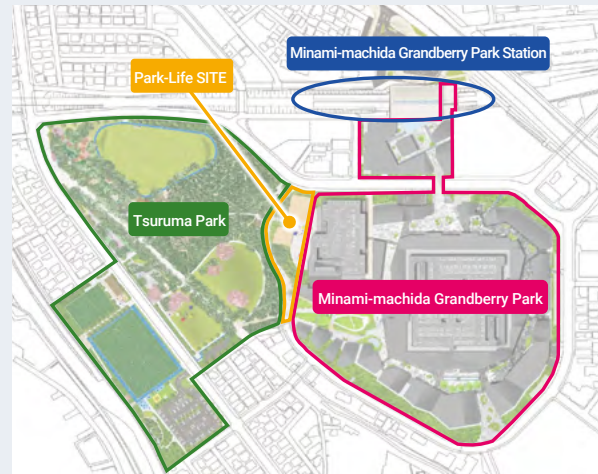 Minami-machida Grandberry Park Station
Park-Life SITE
Tsuruma Park
Minami-machida Grandberry Park